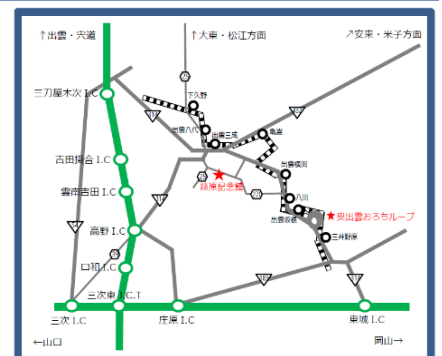 ↑出雲・宍道
↑大東・松江方面
↗安来・米子方面
三刀屋木次 I.C
下久野
出雲八代
出雲三成
亀嵩
吉田掛合 I.C
出雲横田
雲南吉田 I.C
絲原記念館
八川
出雲坂根
奥出雲おろちループ
高野 I.C
三井野原
口和 I.C
三次東 J.C.T
三次 I.C
庄原 I.C
東城 I.C
←山口
岡山→